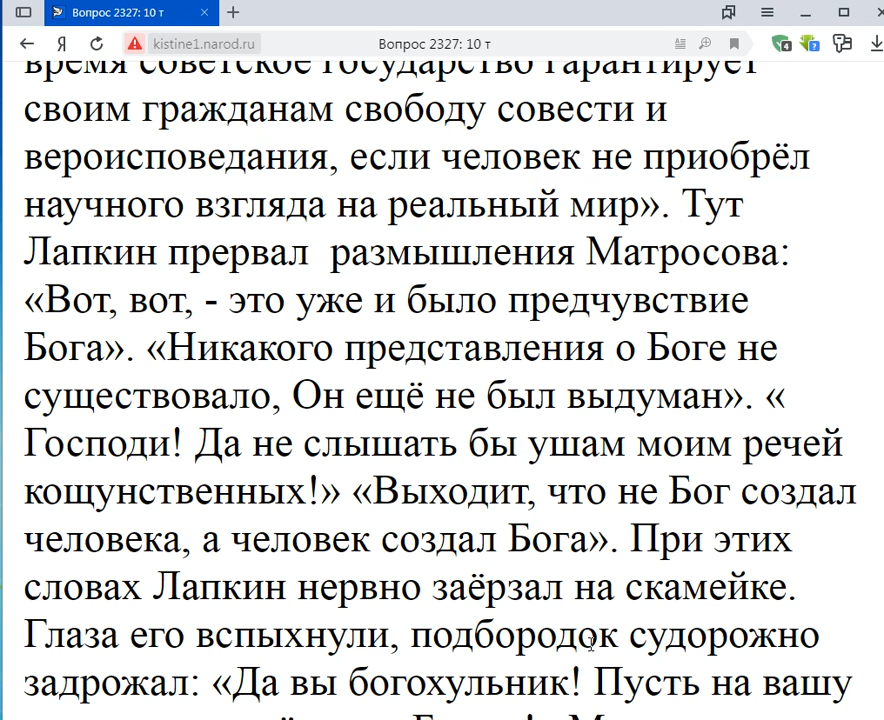 Вопрос 2327: 10 т
kistine1.narod.ru
Вопрос 2327: 10 т
время советское государство гарантирует
своим гражданам свободу совести и
вероисповедания, если человек не приобрёл
научного взгляда на реальный мир». Тут
Лапкин прервал размышления Матросова:
«Вот, вот, - это уже и было предчувствие
Бога». «Никакого представления о Боге не
существовало, Он ещё не был выдуман». «
Господи! Да не слышать бы ушам моим речей
кощунственных!» «Выходит, что не Бог создал
человека, а человек создал Бога». При этих
словах Лапкин нервно заёрзал на скамейке.
Глаза его вспыхнули, подбородок судорожно
задрожал: «Да вы богохульник! Пусть на вашу